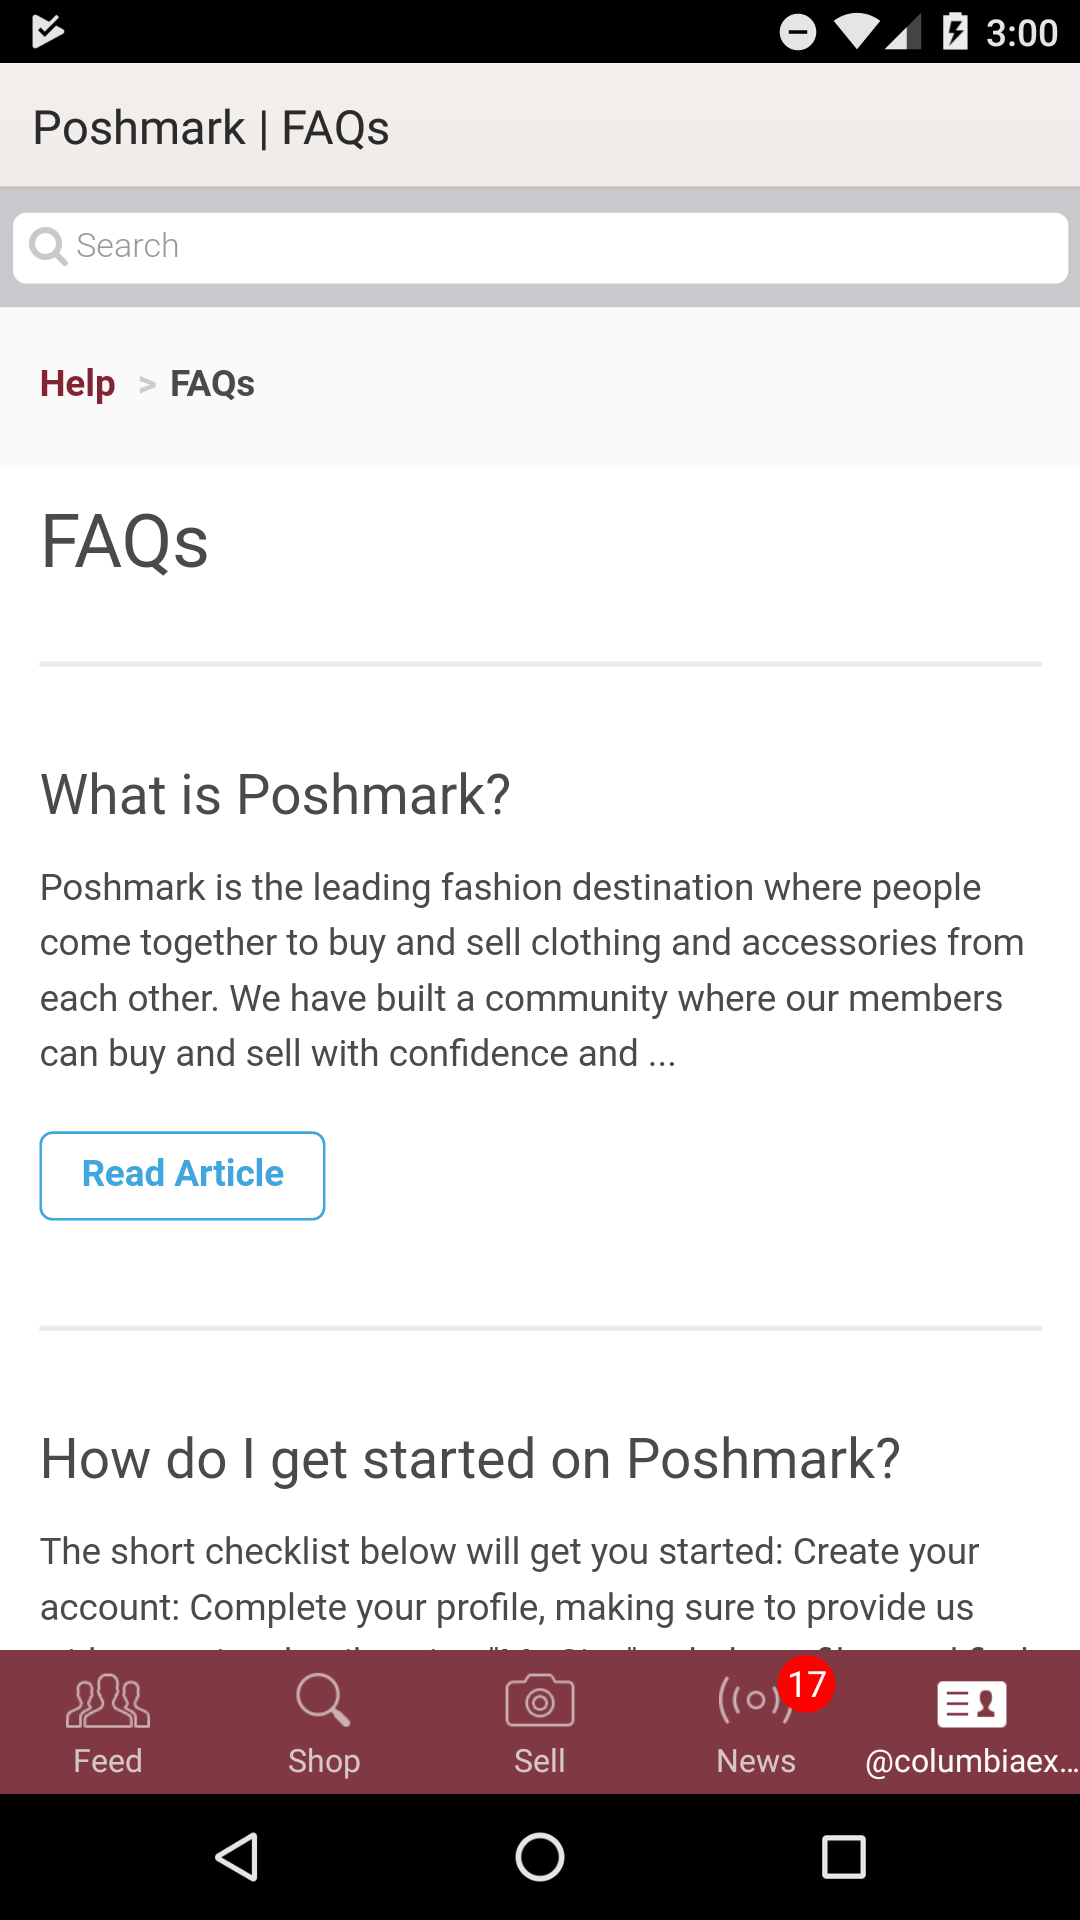 3:00
Poshmark | FAQs
Search
Help > FAQs
FAQs
What is Poshmark?
Poshmark is the leading fashion destination where people
come together to buy and sell clothing and accessories from
each other. We have built a community where our members
can buy and sell with confidence and ...
Read Article
How do I get started on Poshmark?
The short checklist below will get you started: Create your
account: Complete your profile, making sure to provide us
17
Feed
Shop
Sell
News
@columbiaex...